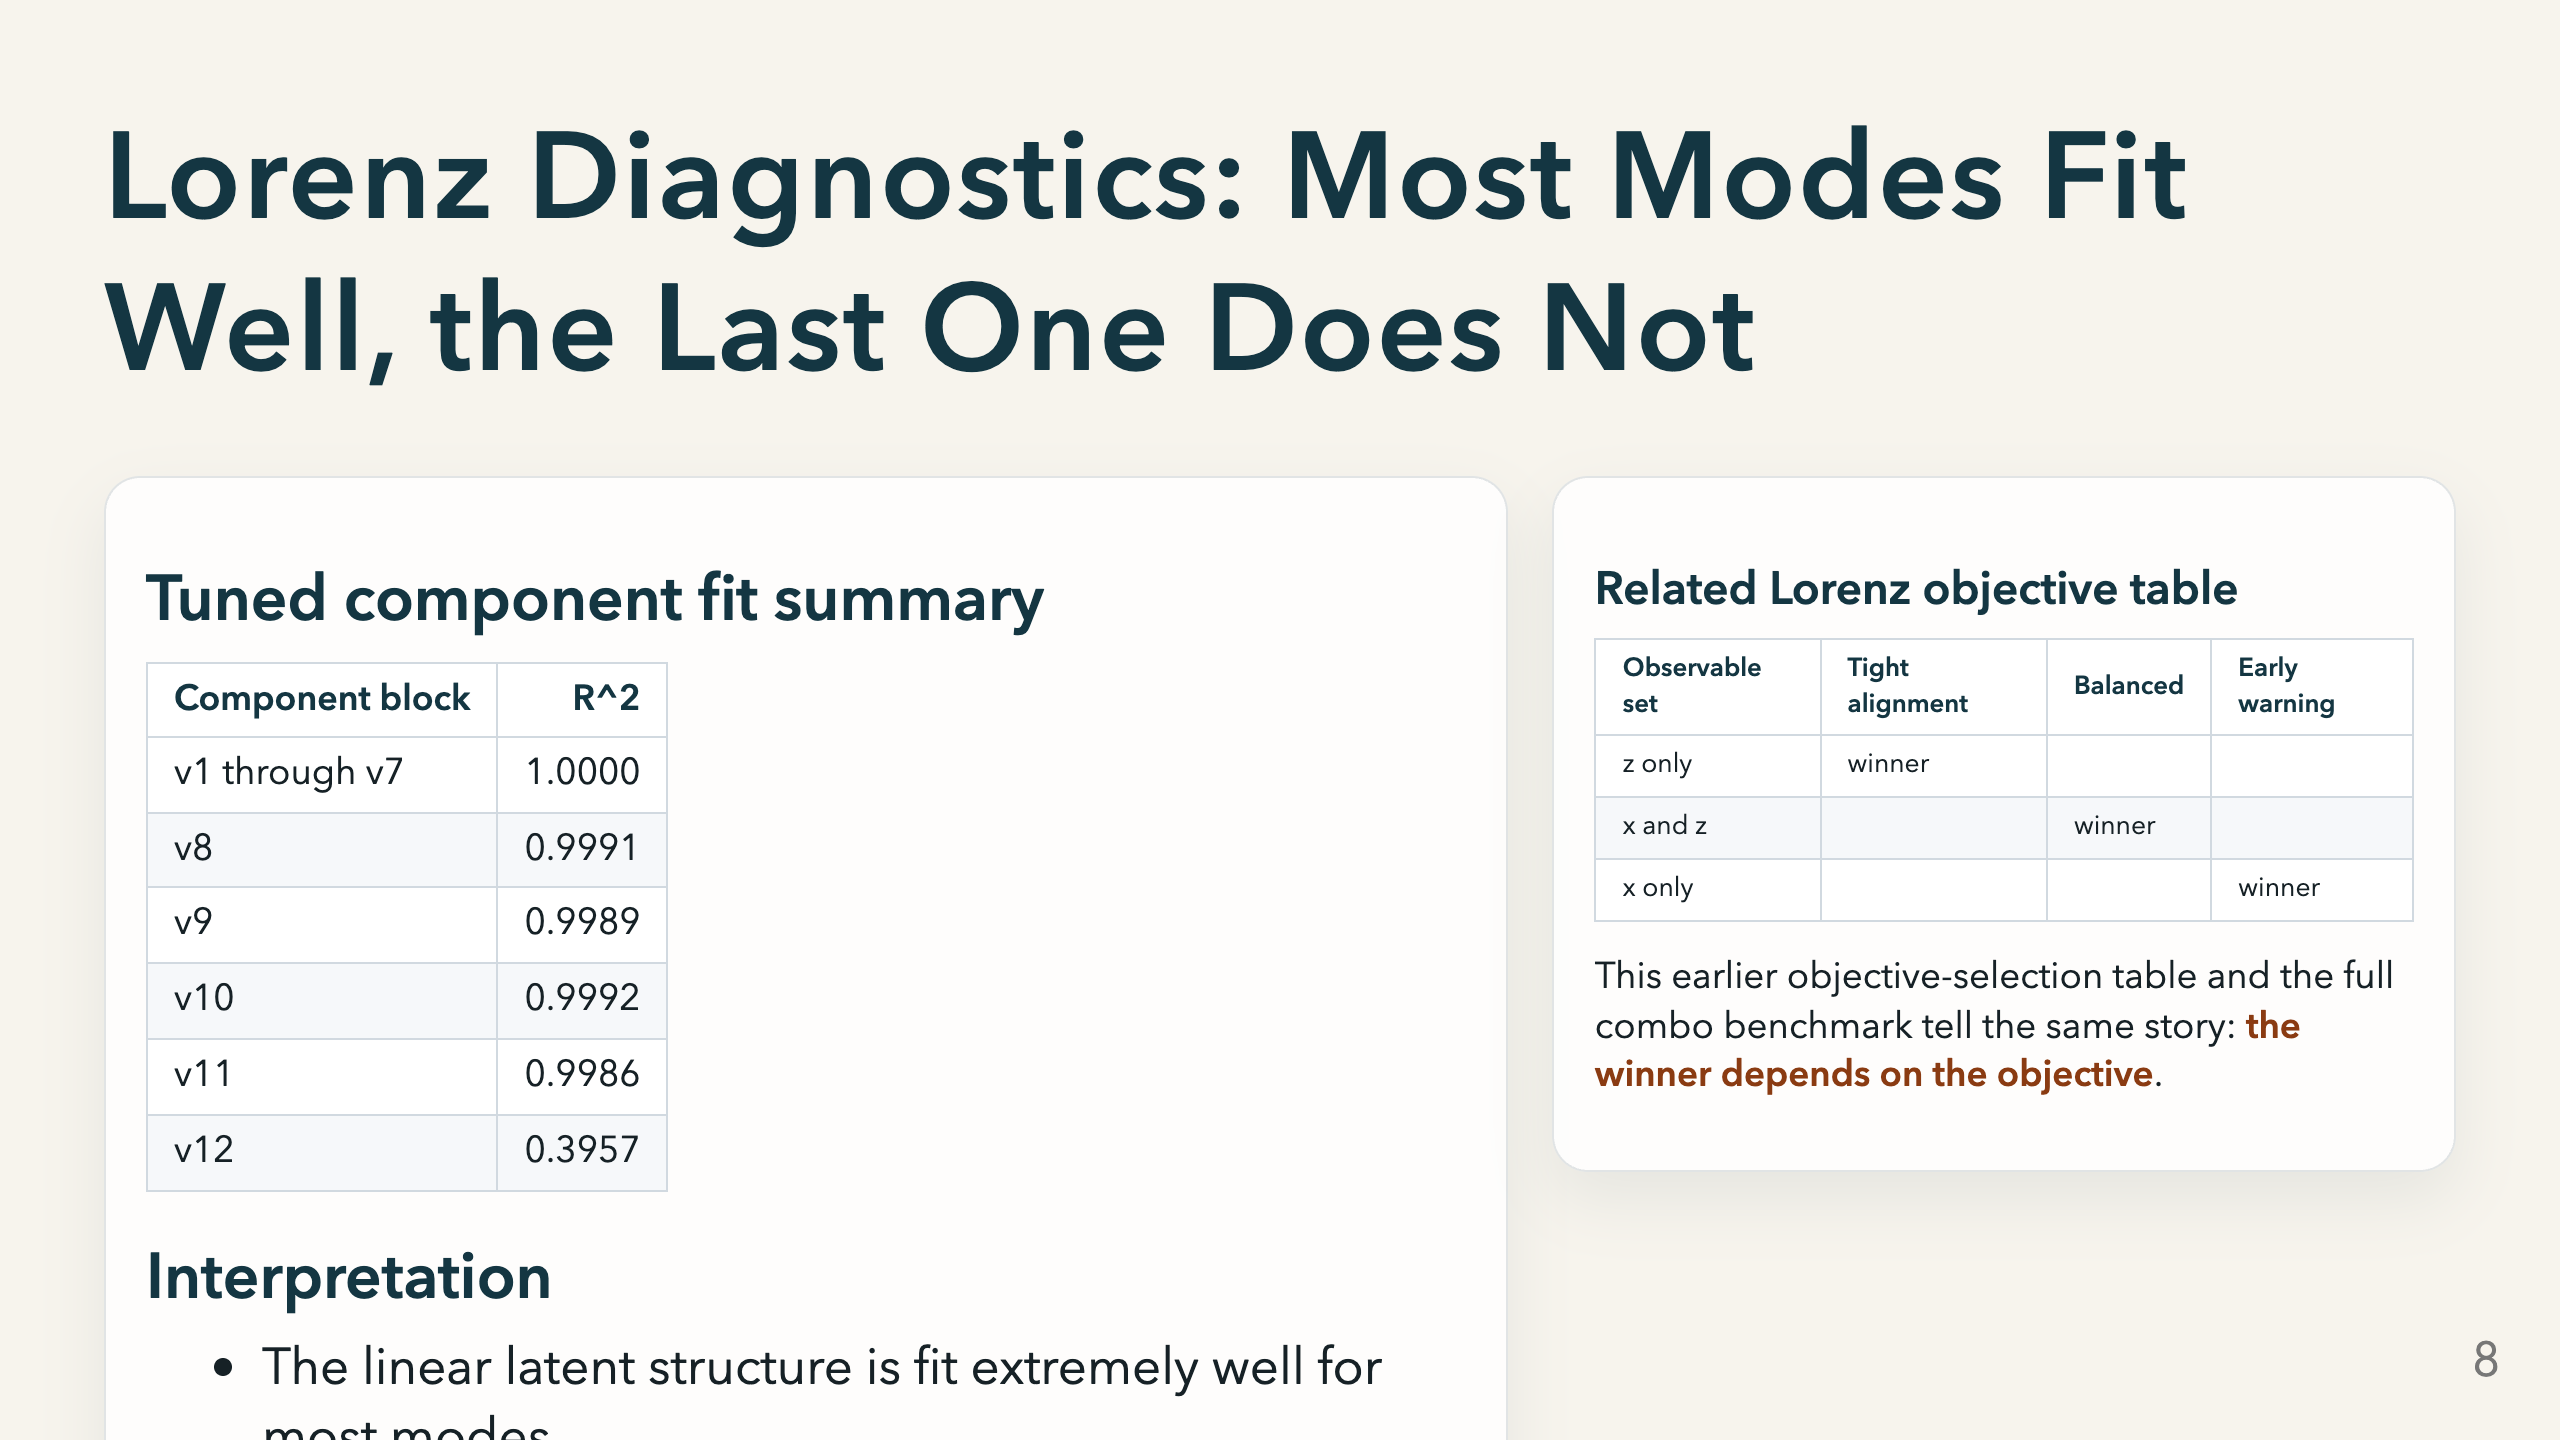 Lorenz Diagnostics: Most Modes Fit
Well, the Last One Does Not
Tuned component fit summary
Component block R^2
v1 through v7 1.0000
v8 0.9991
v9 0.9989
v10 0.9992
v11 0.9986
v12 0.3957
Interpretation
• The linear latent structure is fit extremely well for
most modes
Related Lorenz objective table
Observable set Tight alignment Balanced Early warning
z only winner
x and z winner
x only winner
This earlier objective-selection table and the full
combo benchmark tell the same story: the
winner depends on the objective.
8